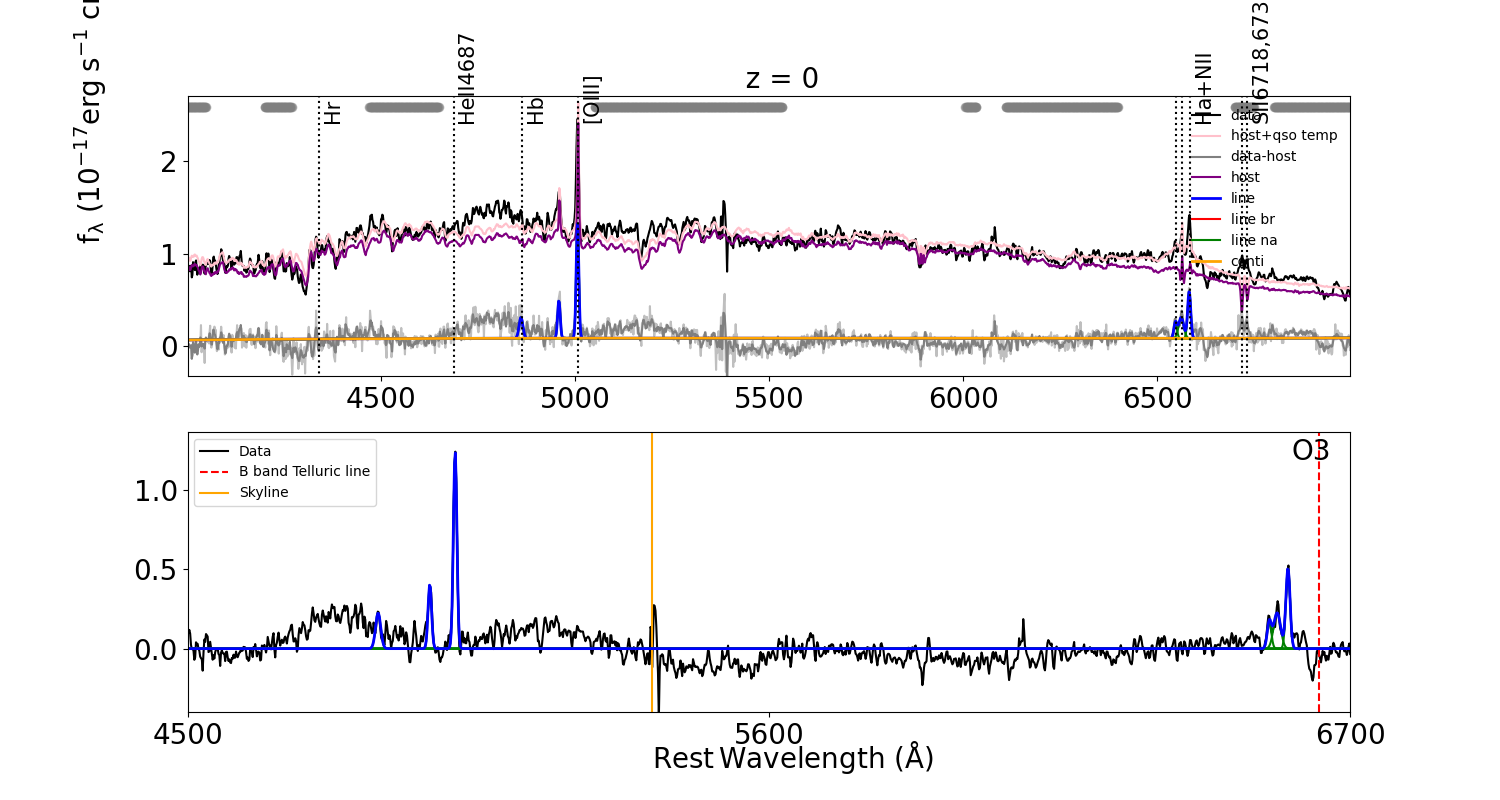 z = 0
f_λ (10^−17 erg s^−1 c
Hr
HeII4687
Hb
[OIII]
Ha+NII
SII6718,673
data
host+qso temp
data-host
host
line
line br
line na
conti
2
1
0
4500 5000 5500 6000 6500
Data
B band Telluric line
Skyline
O3
1.0
0.5
0.0
4500 5600 6700
Rest Wavelength (Å)